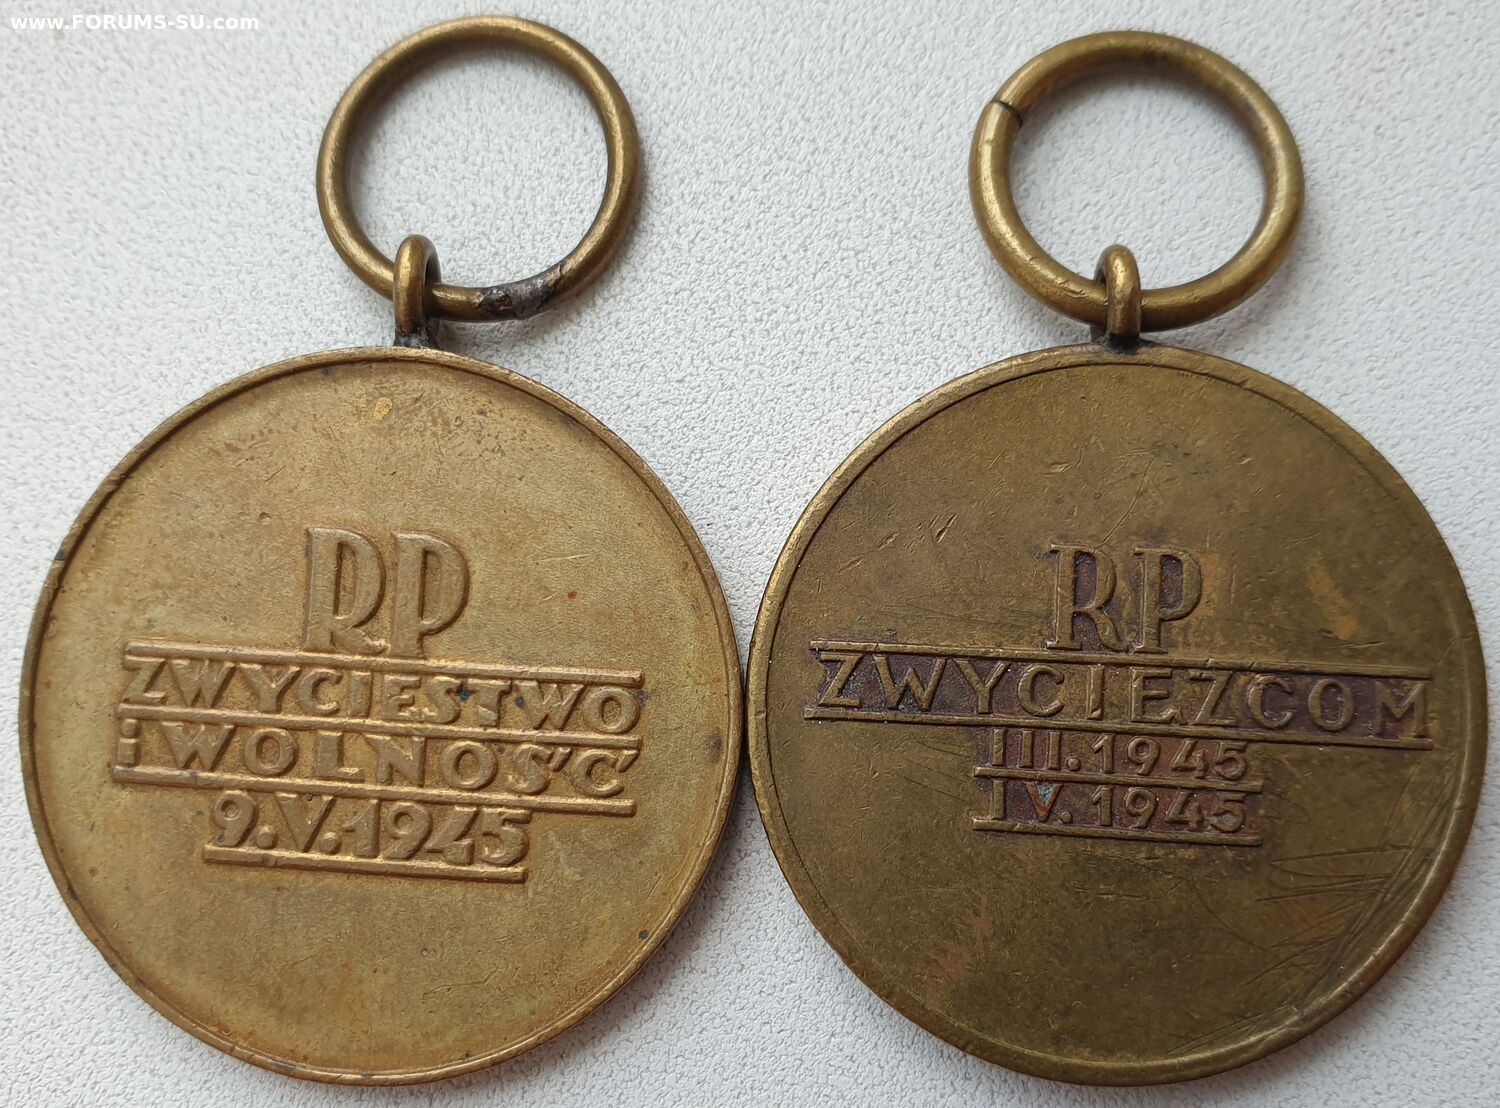 www.FORUMS-SU.com
RP
ZWYCIESTWO
i WOLNOŚĆ
9.V.1945
RP
ZWYCIEZCOM
III.1945
IV.1945